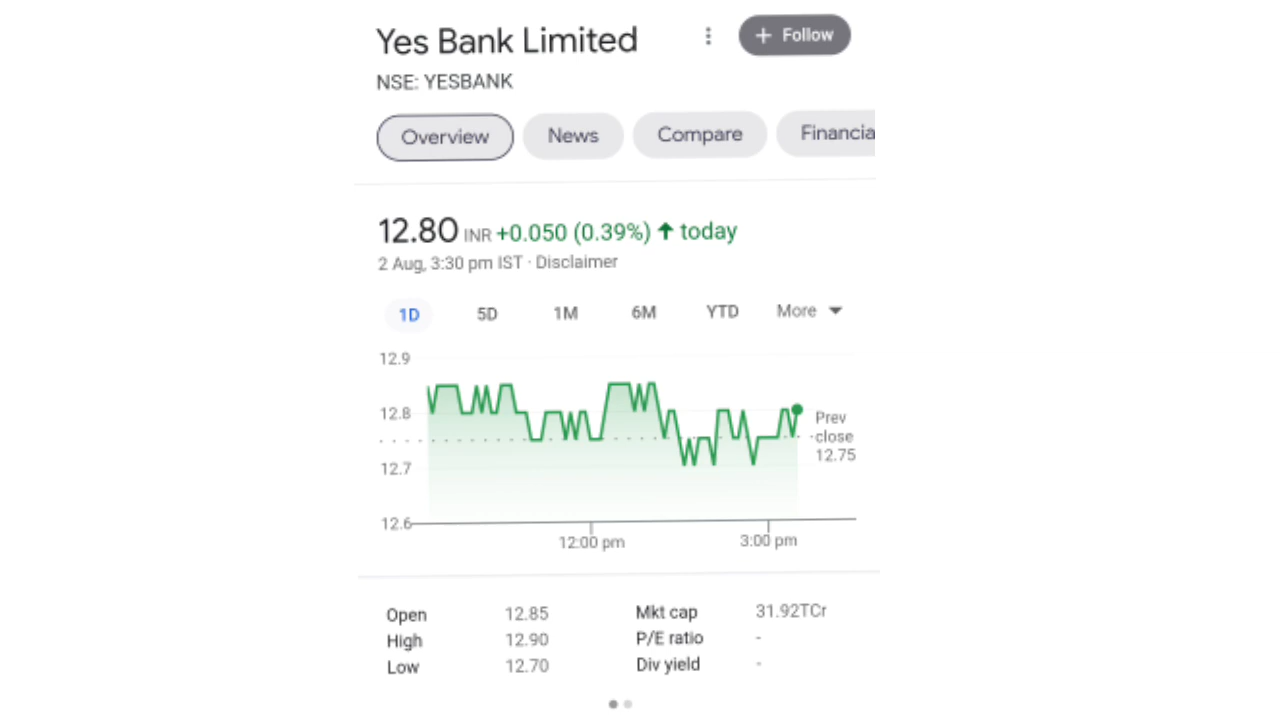 Yes Bank Limited
+ Follow
NSE: YESBANK
Overview News Compare Financia
12.80 INR +0.050 (0.39%) ↑ today
2 Aug, 3:30 pm IST · Disclaimer
1D 5D 1M 6M YTD More
12.9
12.8
12.7
12.6
Prev
close
12.75
12:00 pm 3:00 pm
Open 12.85 Mkt cap 31.92TCr
High 12.90 P/E ratio -
Low 12.70 Div yield -